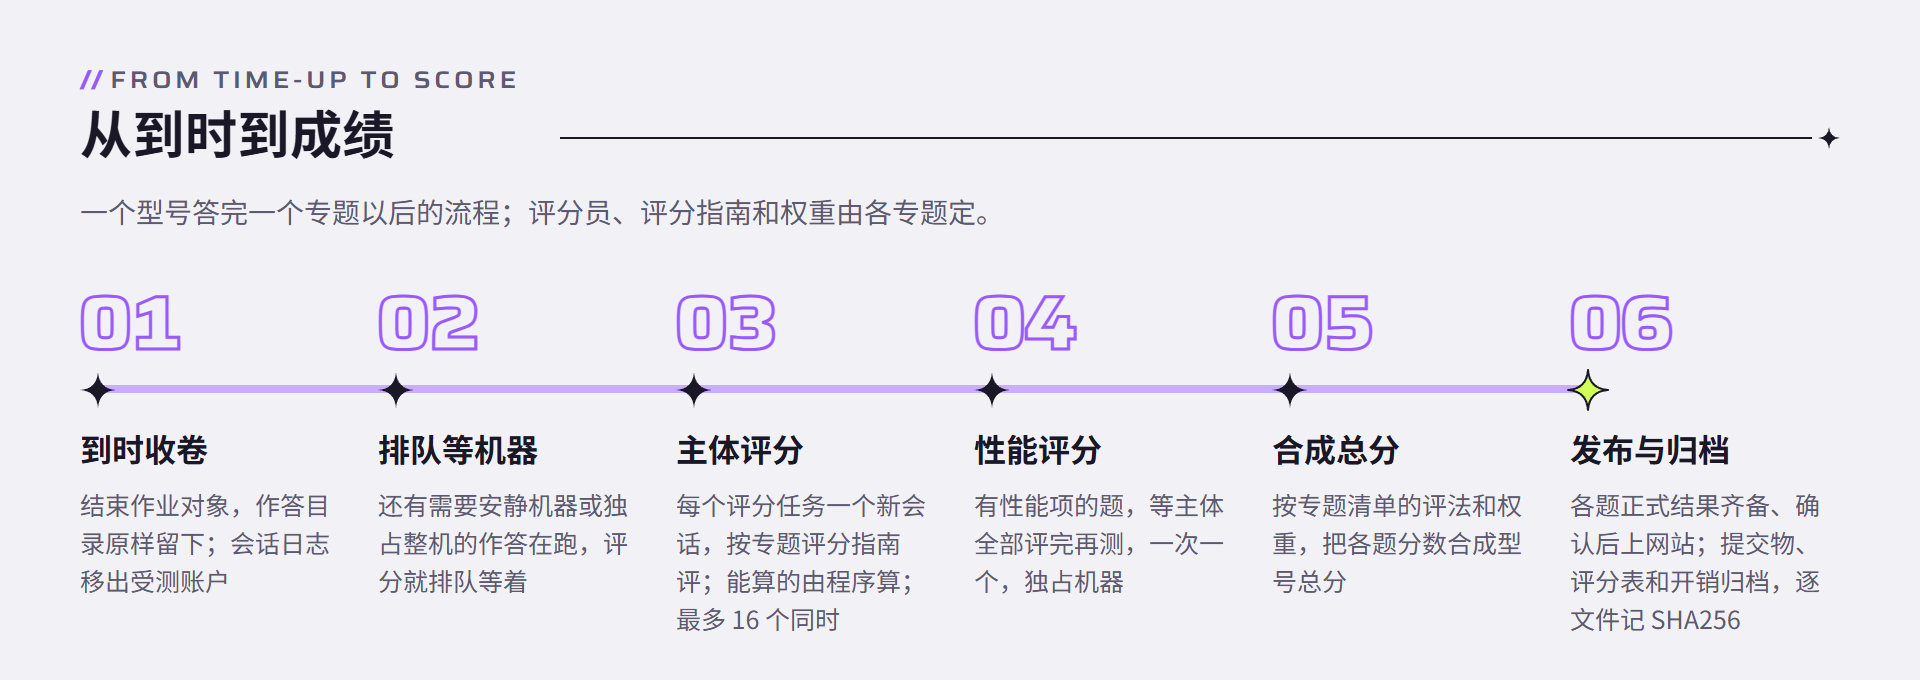 // FROM TIME-UP TO SCORE
从到时到成绩
一个型号答完一个专题以后的流程；评分员、评分指南和权重由各专题定。
01
到时收卷
结束作业对象，作答目
录原样留下；会话日志
移出受测账户
02
排队等机器
还有需要安静机器或独
占整机的作答在跑，评
分就排队等着
03
主体评分
每个评分任务一个新会
话，按专题评分指南
评；能算的由程序算；
最多 16 个同时
04
性能评分
有性能项的题，等主体
全部评完再测，一次一
个，独占机器
05
合成总分
按专题清单的评法和权
重，把各题分数合成型
号总分
06
发布与归档
各题正式结果齐备、确
认后上网站；提交物、
评分表和开销归档，逐
文件记 SHA256